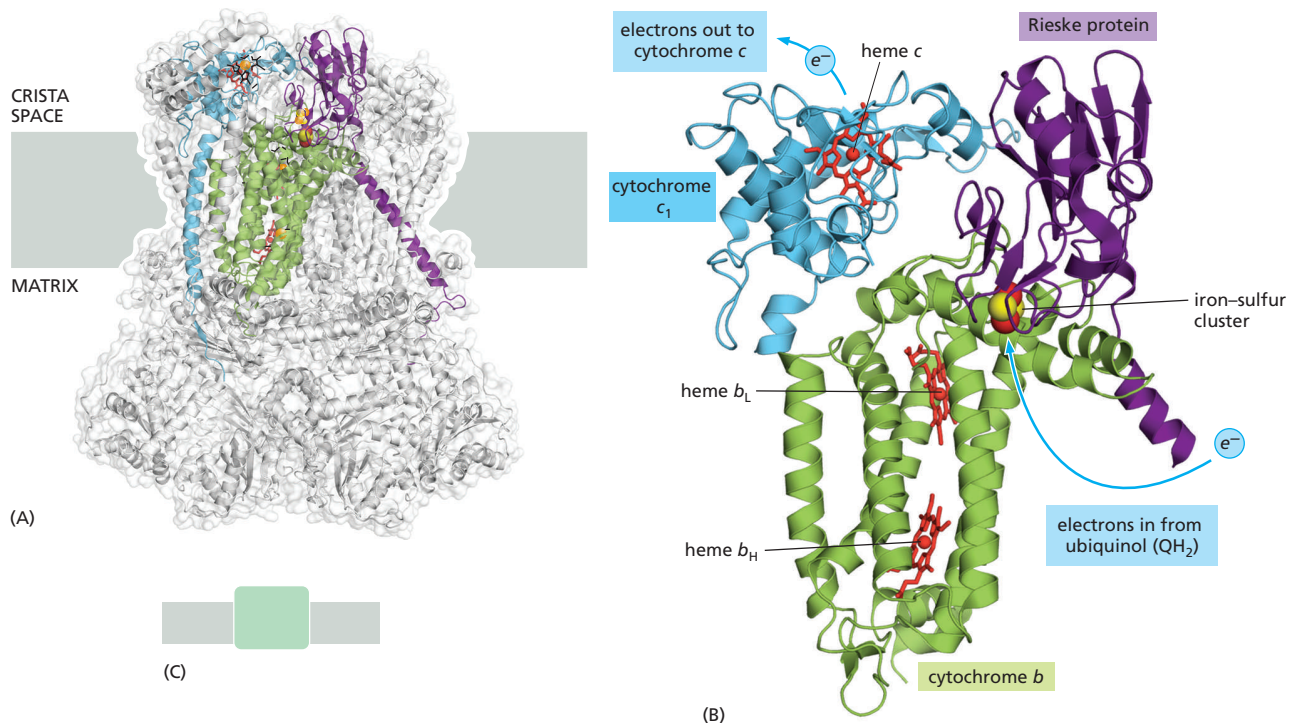 CRISTA
SPACE
MATRIX
(A)
(C)
electrons out to
cytochrome c
e–
heme c
Rieske protein
cytochrome
c1
iron–sulfur
cluster
heme bL
e–
electrons in from
ubiquinol (QH2)
heme bH
cytochrome b
(B)